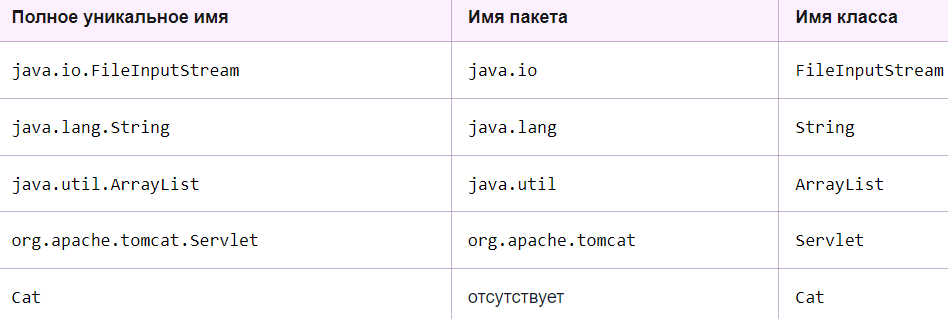 Полное уникальное имя Имя пакета Имя класса
java.io.FileInputStream java.io FileInputStream
java.lang.String java.lang String
java.util.ArrayList java.util ArrayList
org.apache.tomcat.Servlet org.apache.tomcat Servlet
Cat отсутствует Cat